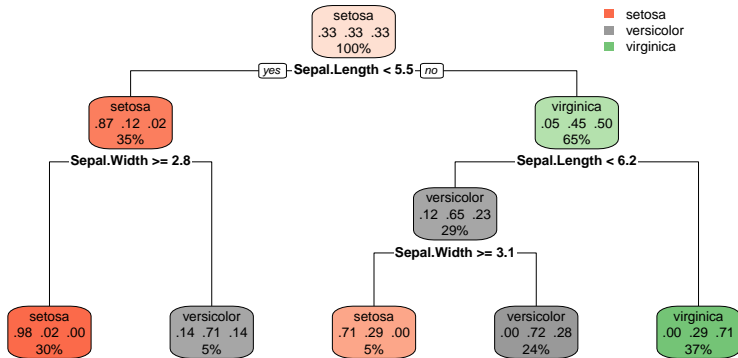 setosa
.33 .33 .33
100%
setosa
versicolor
virginica
yes Sepal.Length < 5.5 no
setosa
.87 .12 .02
35%
virginica
.05 .45 .50
65%
Sepal.Width >= 2.8
Sepal.Length < 6.2
versicolor
.12 .65 .23
29%
Sepal.Width >= 3.1
setosa
.98 .02 .00
30%
versicolor
.14 .71 .14
5%
setosa
.71 .29 .00
5%
versicolor
.00 .72 .28
24%
virginica
.00 .29 .71
37%